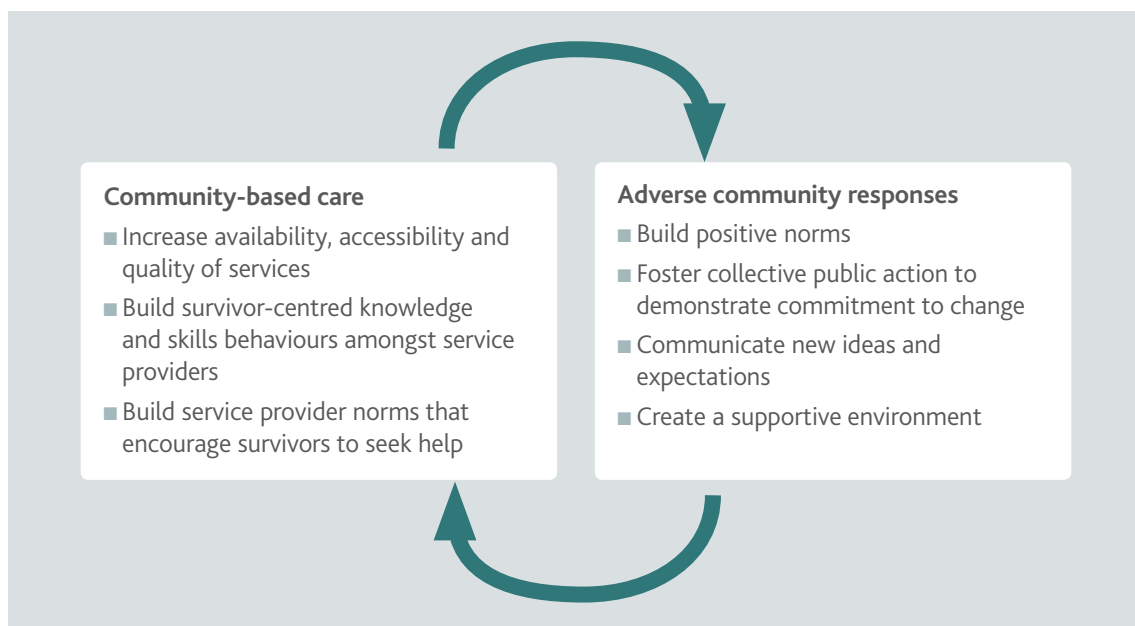 Community-based care
■ Increase availability, accessibility and
quality of services
■ Build survivor-centred knowledge
and skills behaviours amongst service
providers
■ Build service provider norms that
encourage survivors to seek help
Adverse community responses
■ Build positive norms
■ Foster collective public action to
demonstrate commitment to change
■ Communicate new ideas and
expectations
■ Create a supportive environment